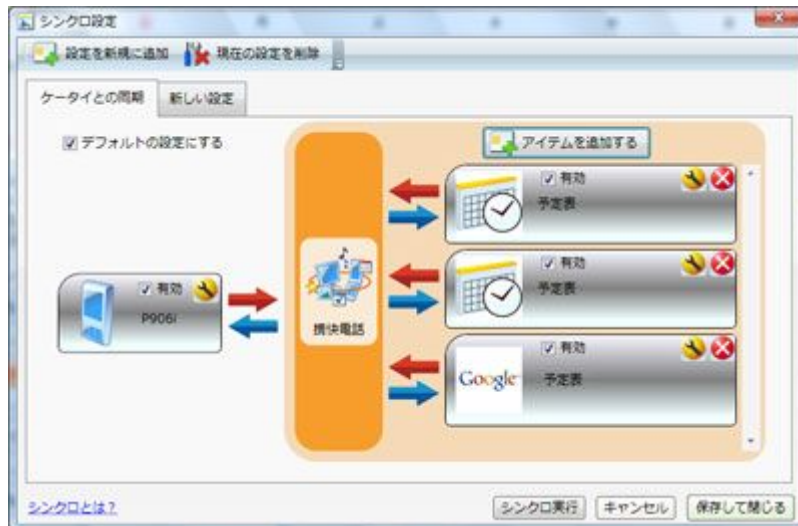 シンクロ設定
設定を新規に追加 現在の設定を削除
ケータイとの同期 新しい設定
デフォルトの設定にする
アイテムを追加する
有効
予定表
有効
予定表
有効
P906i
携快電話
有効
Google 予定表
シンクロとは?
シンクロ実行 キャンセル 保存して閉じる